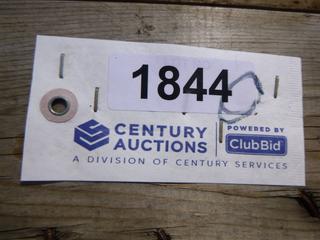 1844
CENTURY
AUCTIONS
A DIVISION OF CENTURY SERVICES
POWERED BY
ClubBid